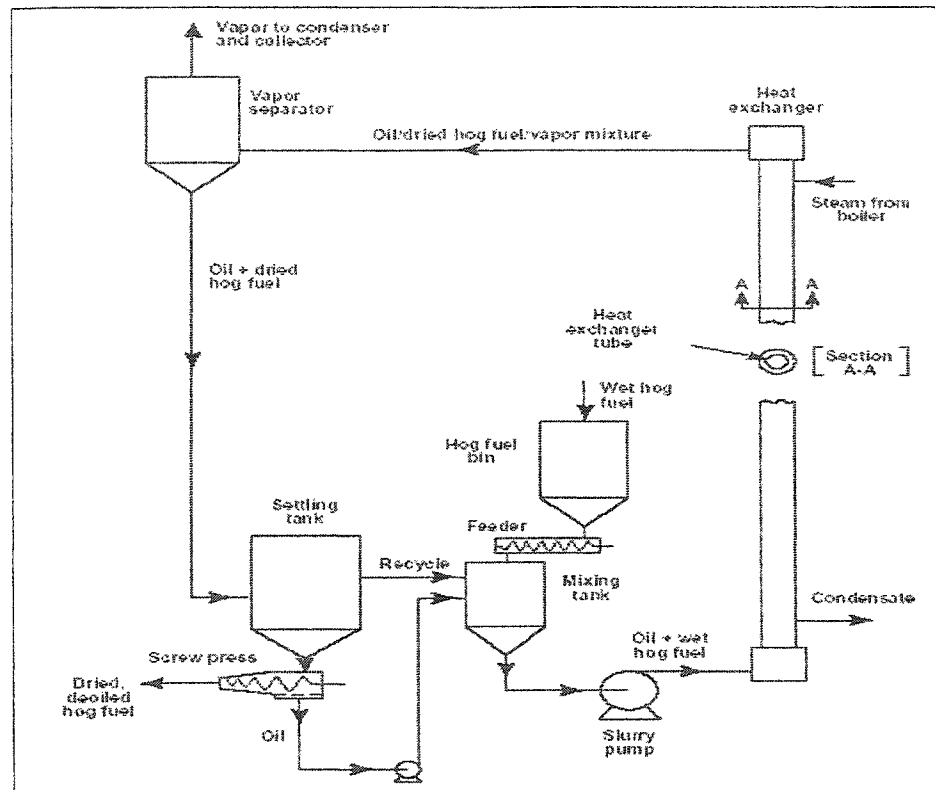 Vapor to condenser
and collector
Vapor
separator
Heat
exchanger
Oil/dried hog fuel/vapor mixture
Steam from
boiler
Oil + dried
hog fuel
A
A
Heat
exchanger
tube
Section
A-A
Wet hog
fuel
Hog fuel
bin
Settling
tank
Feeder
Recycle
Mixing
tank
Condensate
Oil + wet
hog fuel
Screw press
Dried,
deoiled
hog fuel
Oil
Slurry
pump